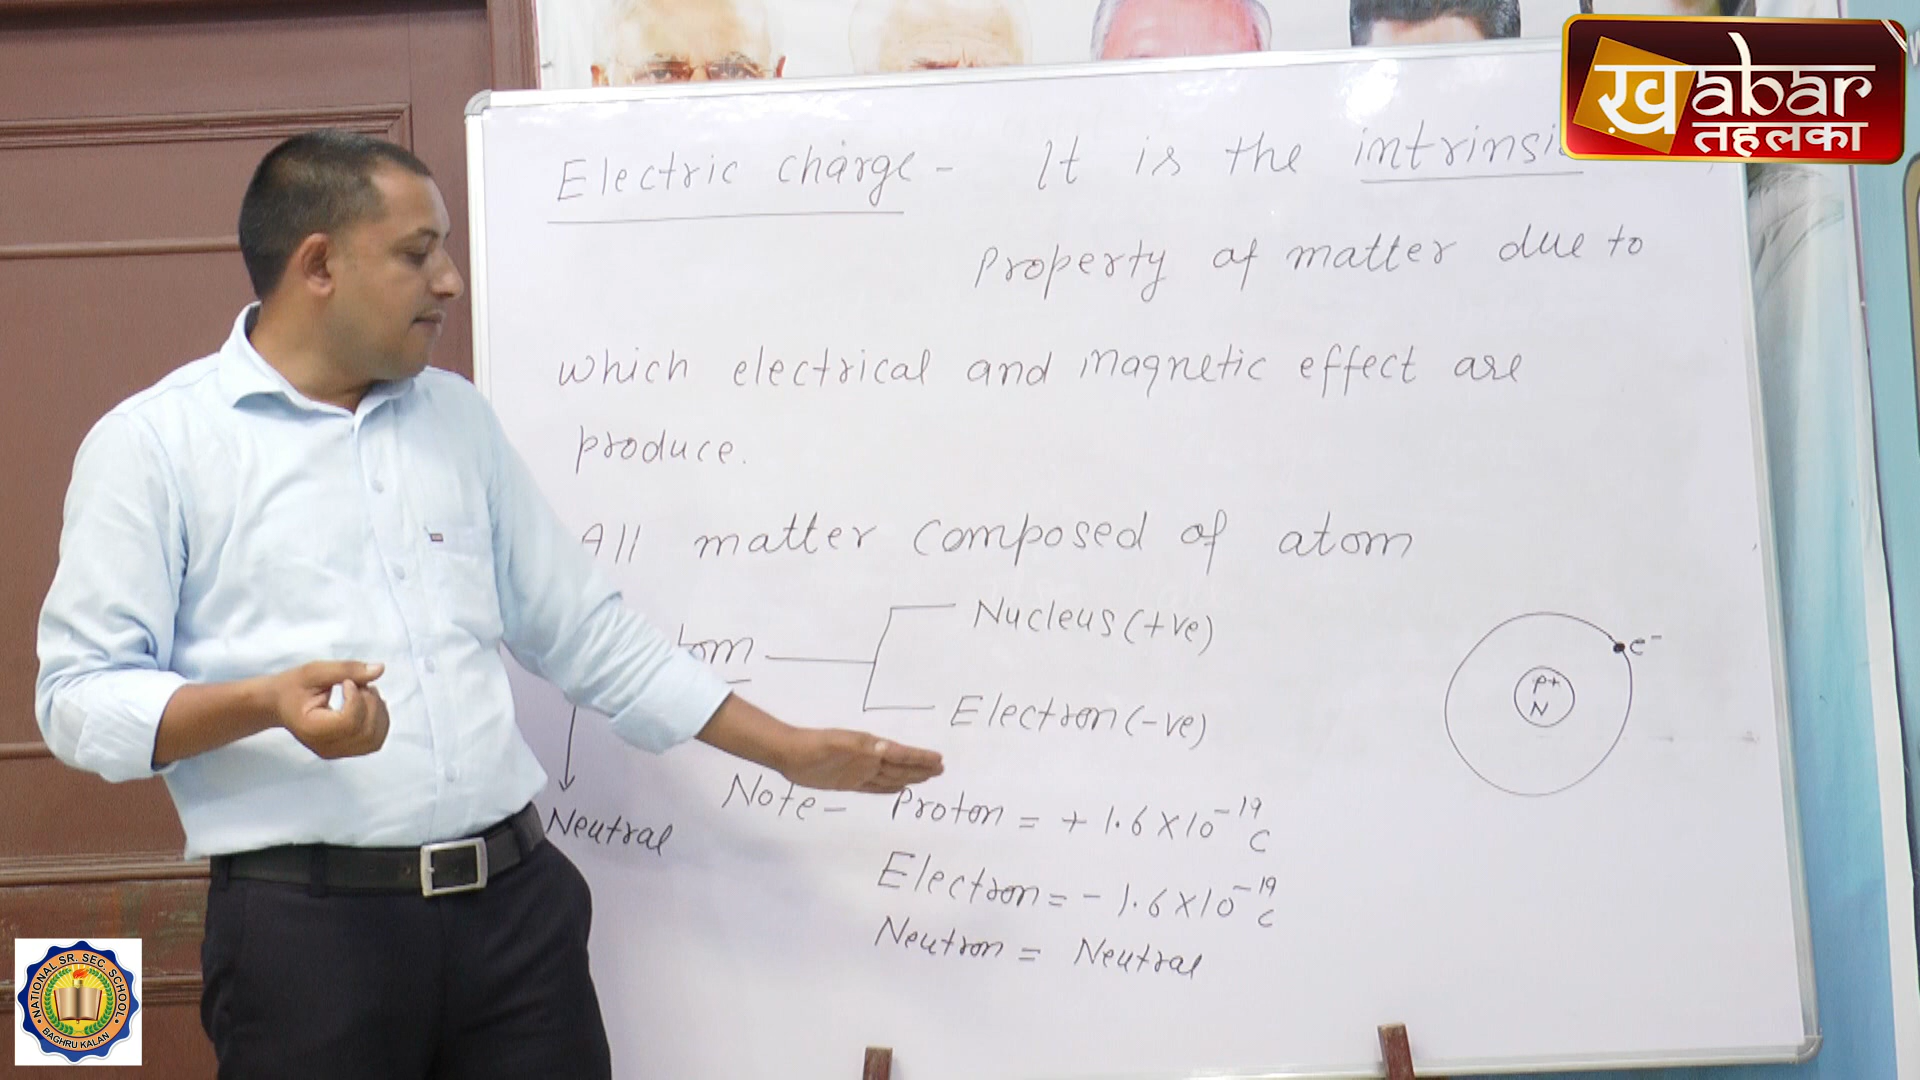 ख़abar
तहलका
Electric charge - It is the intrinsic
Property of matter due to
which electrical and magnetic effect are
produce.
All matter composed of atom
Nucleus (+ve)
Electron (-ve)
Neutral
e-
P+
N
Note - Proton = + 1.6 X 10^-19 C
Electron = - 1.6 X 10^-19 C
Neutron = Neutral
NATIONAL SR. SEC. SCHOOL
BAGHRU KALAN